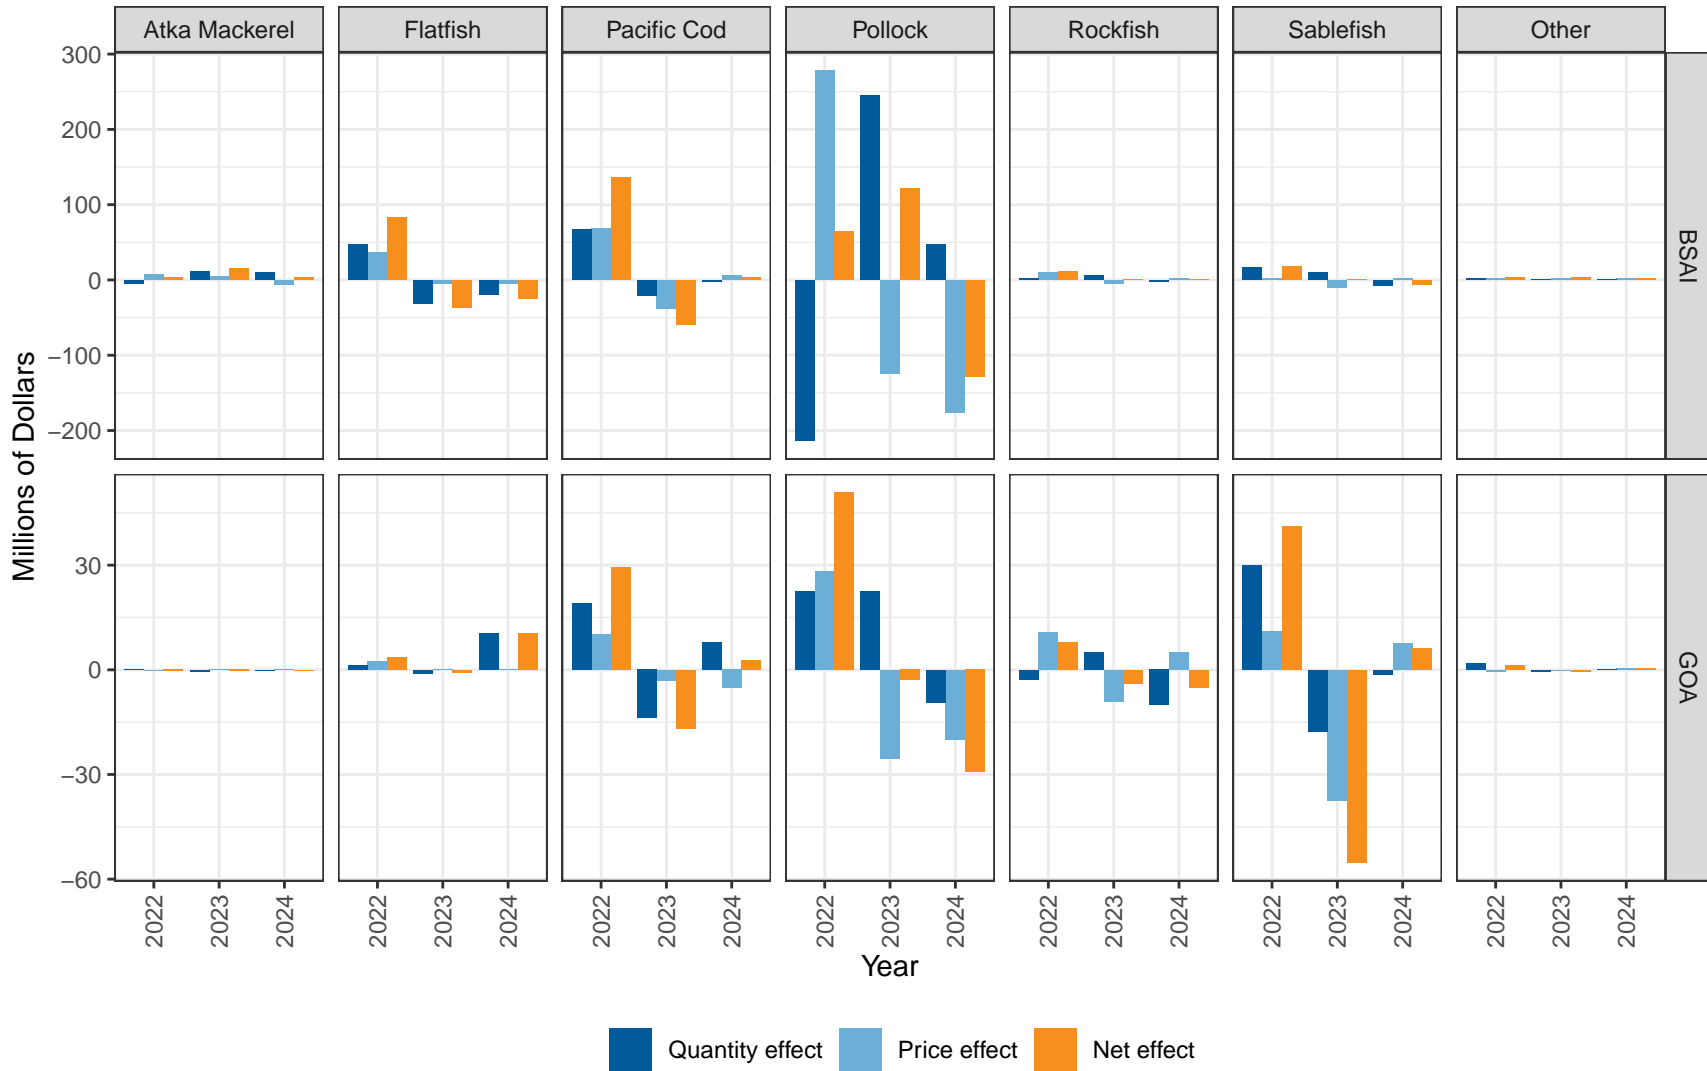 Atka Mackerel Flatfish Pacific Cod Pollock Rockfish Sablefish Other
300
200
100
0
−100
−200
BSAI
30
0
−30
−60
GOA
Millions of Dollars
2022 2023 2024 2022 2023 2024 2022 2023 2024 2022 2023 2024 2022 2023 2024 2022 2023 2024 2022 2023 2024
Year
Quantity effect Price effect Net effect